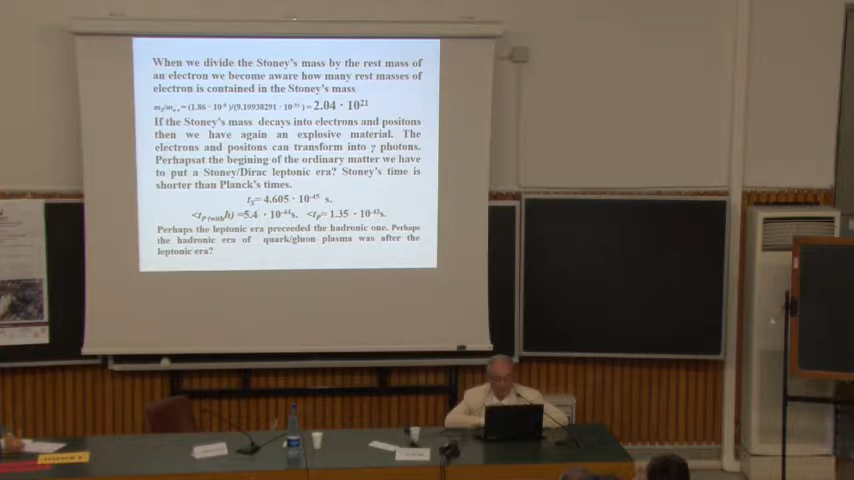 When we divide the Stoney's mass by the rest mass of
an electron we become aware how many rest masses of
electron is contained in the Stoney's mass
If the Stoney's mass decays into electrons and positons
then we have again an explosive material. The
electrons and positons can transform into γ photons.
Perhapsat the begining of the ordinary matter we have
to put a Stoney/Dirac leptonic era? Stoney's time is
shorter than Planck's times.
t_S= 4.605 · 10⁻⁴⁵ s.
<t_P(with ħ) =5.4 · 10⁻⁴⁴s. <t_P= 1.35 · 10⁻⁴³s.
Perhaps the leptonic era preceeded the hadronic one. Perhaps
the hadronic era of quark/gluon plasma was after the
leptonic era?